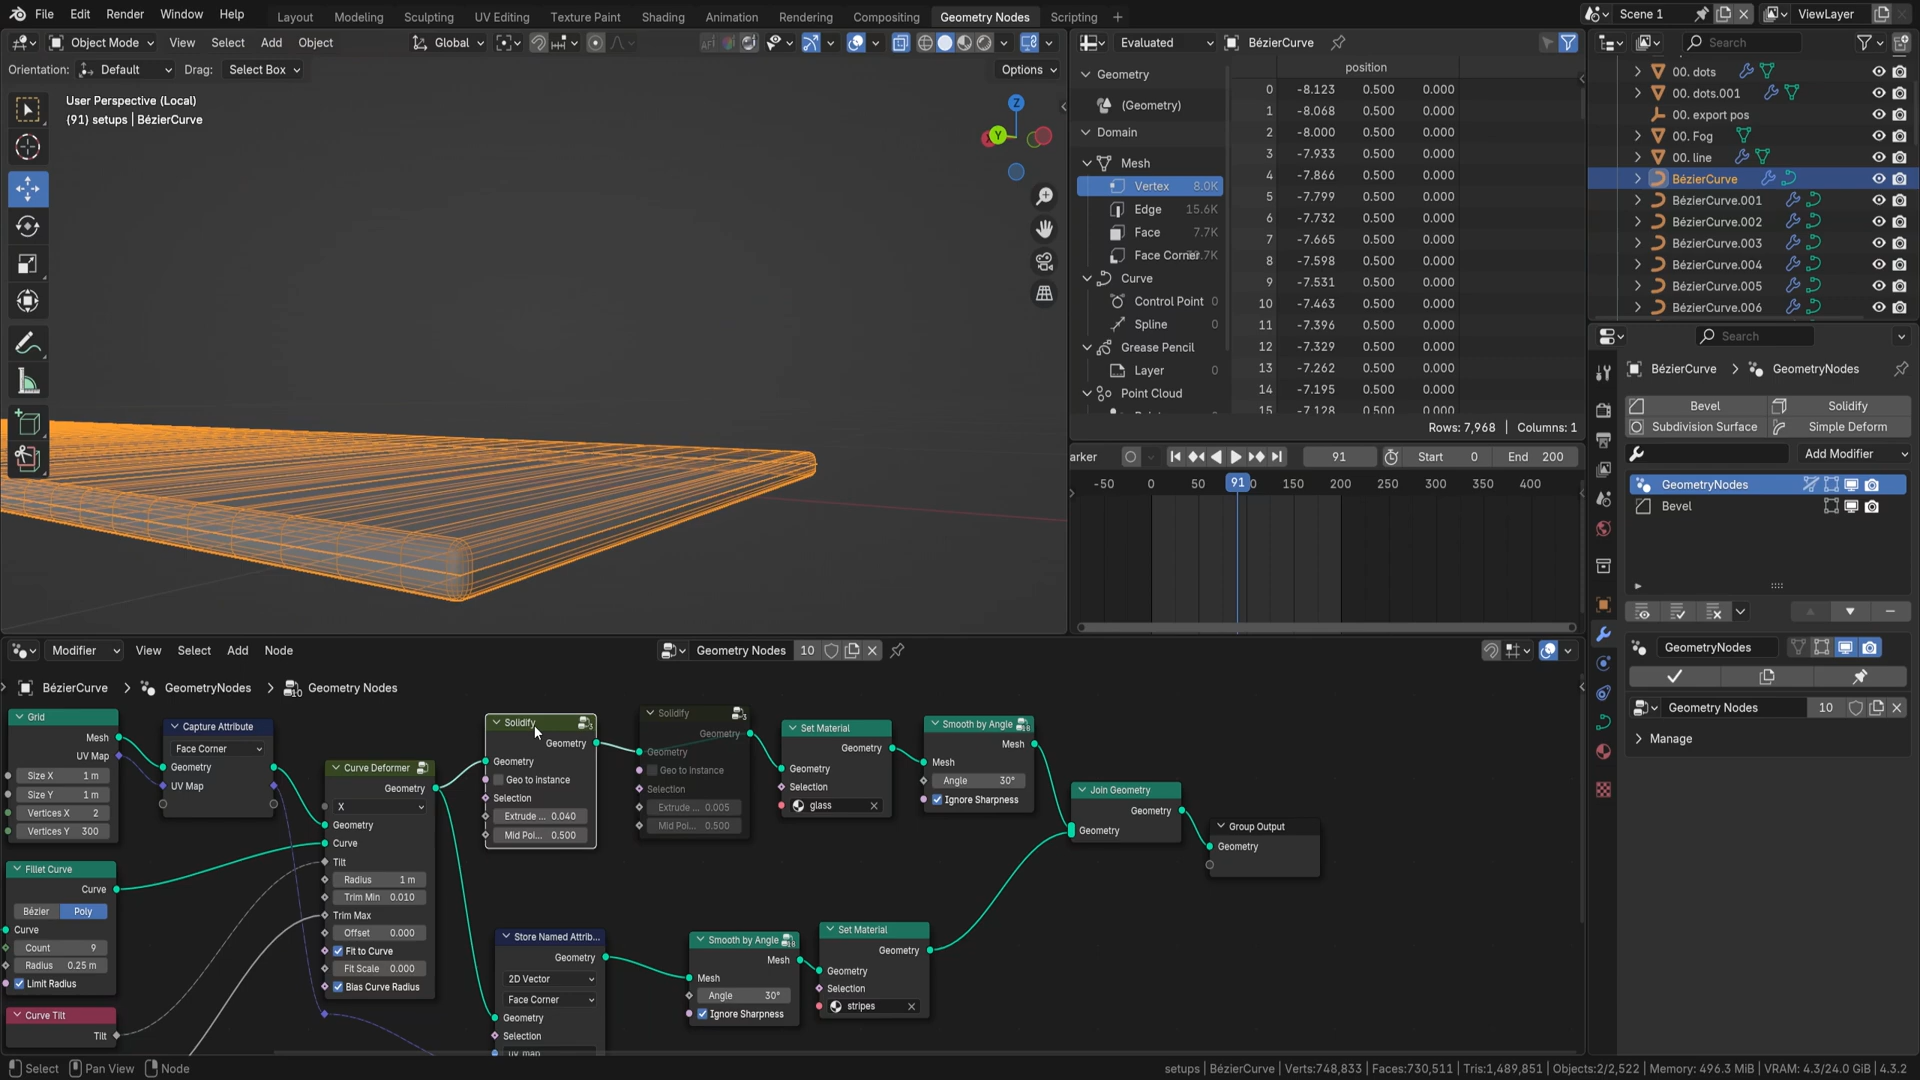 File Edit Render Window Help Layout Modeling Sculpting UV Editing Texture Paint Shading Animation Rendering Compositing Geometry Nodes Scripting + Scene 1 ViewLayer
Object Mode View Select Add Object Global
Orientation: Default Drag: Select Box Options
User Perspective (Local)
(91) setups | BézierCurve
Z
Y
Evaluated BézierCurve
position
Geometry
(Geometry)
Domain
Mesh
Vertex 8.0K
Edge 15.6K
Face 7.7K
Face Corner
Curve
Control Point 0
Spline 0
Grease Pencil
Layer 0
Point Cloud
0 -8.123 0.500 0.000
1 -8.068 0.500 0.000
2 -8.000 0.500 0.000
3 -7.933 0.500 0.000
4 -7.866 0.500 0.000
5 -7.799 0.500 0.000
6 -7.732 0.500 0.000
7 -7.665 0.500 0.000
8 -7.598 0.500 0.000
9 -7.531 0.500 0.000
10 -7.463 0.500 0.000
11 -7.396 0.500 0.000
12 -7.329 0.500 0.000
13 -7.262 0.500 0.000
14 -7.195 0.500 0.000
15 -7.128 0.500 0.000
Rows: 7,968 | Columns: 1
arker 91 Start 0 End 200
-50 0 50 91 150 200 250 300 350 400
Search
00. dots
00. dots.001
00. export pos
00. Fog
00. line
BézierCurve
BézierCurve.001
BézierCurve.002
BézierCurve.003
BézierCurve.004
BézierCurve.005
BézierCurve.006
Search
BézierCurve > GeometryNodes
Bevel Solidify
Subdivision Surface Simple Deform
Add Modifier
GeometryNodes
Bevel
GeometryNodes
Geometry Nodes 10
Manage
Modifier View Select Add Node Geometry Nodes 10
BézierCurve > GeometryNodes > Geometry Nodes
Grid
Mesh
UV Map
Size X 1 m
Size Y 1 m
Vertices X 2
Vertices Y 300
Fillet Curve
Curve
Bézier Poly
Curve
Count 9
Radius 0.25 m
Limit Radius
Curve Tilt
Tilt
Capture Attribute
Face Corner
Geometry
UV Map
Curve Deformer
Geometry
X
Geometry
Curve
Tilt
Radius 1 m
Trim Min 0.010
Trim Max
Offset 0.000
Fit to Curve
Fit Scale 0.000
Bias Curve Radius
Solidify
Geometry
Geometry
Geo to instance
Selection
Extrude ... 0.040
Mid Poi... 0.500
Solidify
Geometry
Geometry
Geo to instance
Selection
Extrude ... 0.005
Mid Poi... 0.500
Set Material
Geometry
Geometry
Selection
glass
Smooth by Angle
Mesh
Mesh
Angle 30°
Ignore Sharpness
Join Geometry
Geometry
Geometry
Group Output
Geometry
Store Named Attrib...
Geometry
2D Vector
Face Corner
Geometry
Selection
uv_map
Smooth by Angle
Mesh
Mesh
Angle 30°
Ignore Sharpness
Set Material
Geometry
Geometry
Selection
stripes
Select Pan View Node setups | BézierCurve | Verts:748,833 | Faces:730,511 | Tris:1,489,851 | Objects:2/2,522 | Memory: 496.3 MiB | VRAM: 4.3/24.0 GiB | 4.3.2